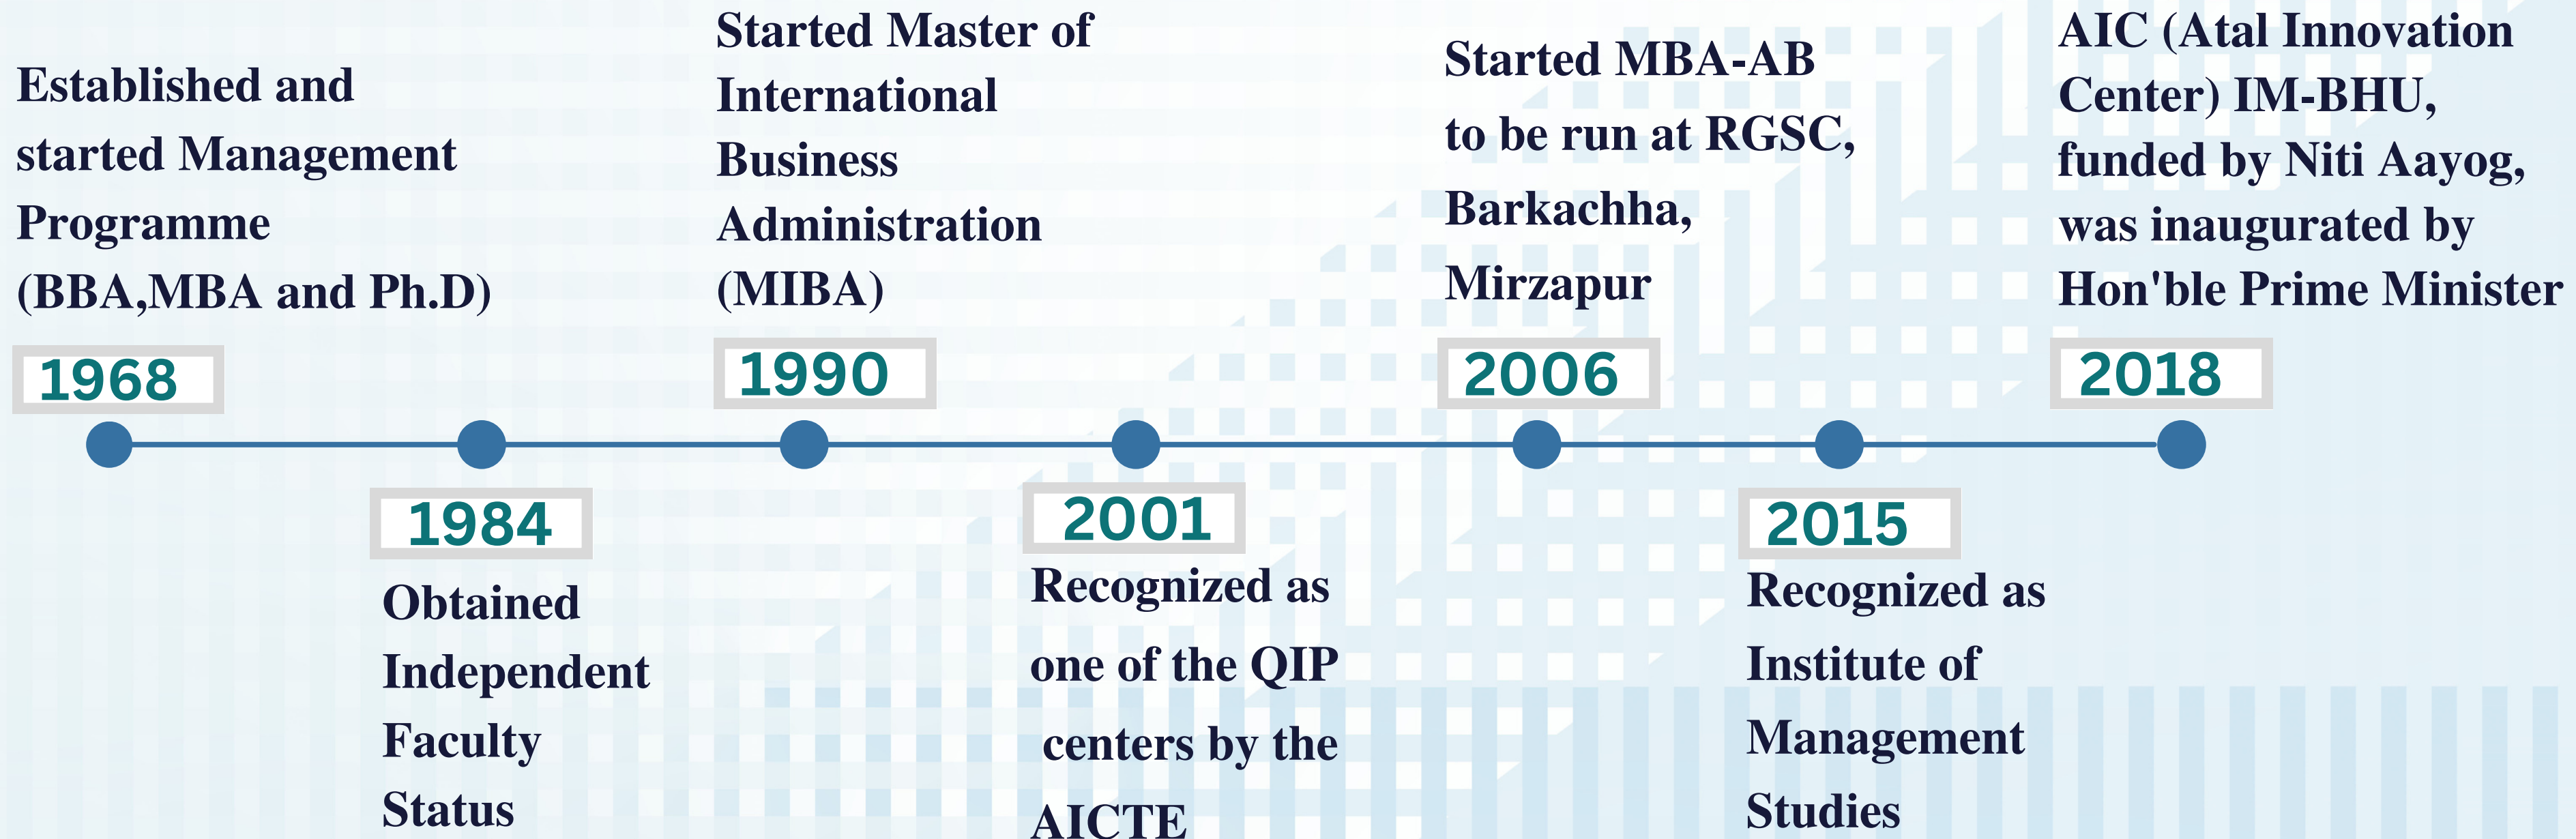 Established and
started Management
Programme
(BBA,MBA and Ph.D)
1968
1984
Obtained
Independent
Faculty
Status
Started Master of
International
Business
Administration
(MIBA)
1990
2001
Recognized as
one of the QIP
centers by the
AICTE
Started MBA-AB
to be run at RGSC,
Barkachha,
Mirzapur
2006
2015
Recognized as
Institute of
Management
Studies
AIC (Atal Innovation
Center) IM-BHU,
funded by Niti Aayog,
was inaugurated by
Hon'ble Prime Minister
2018